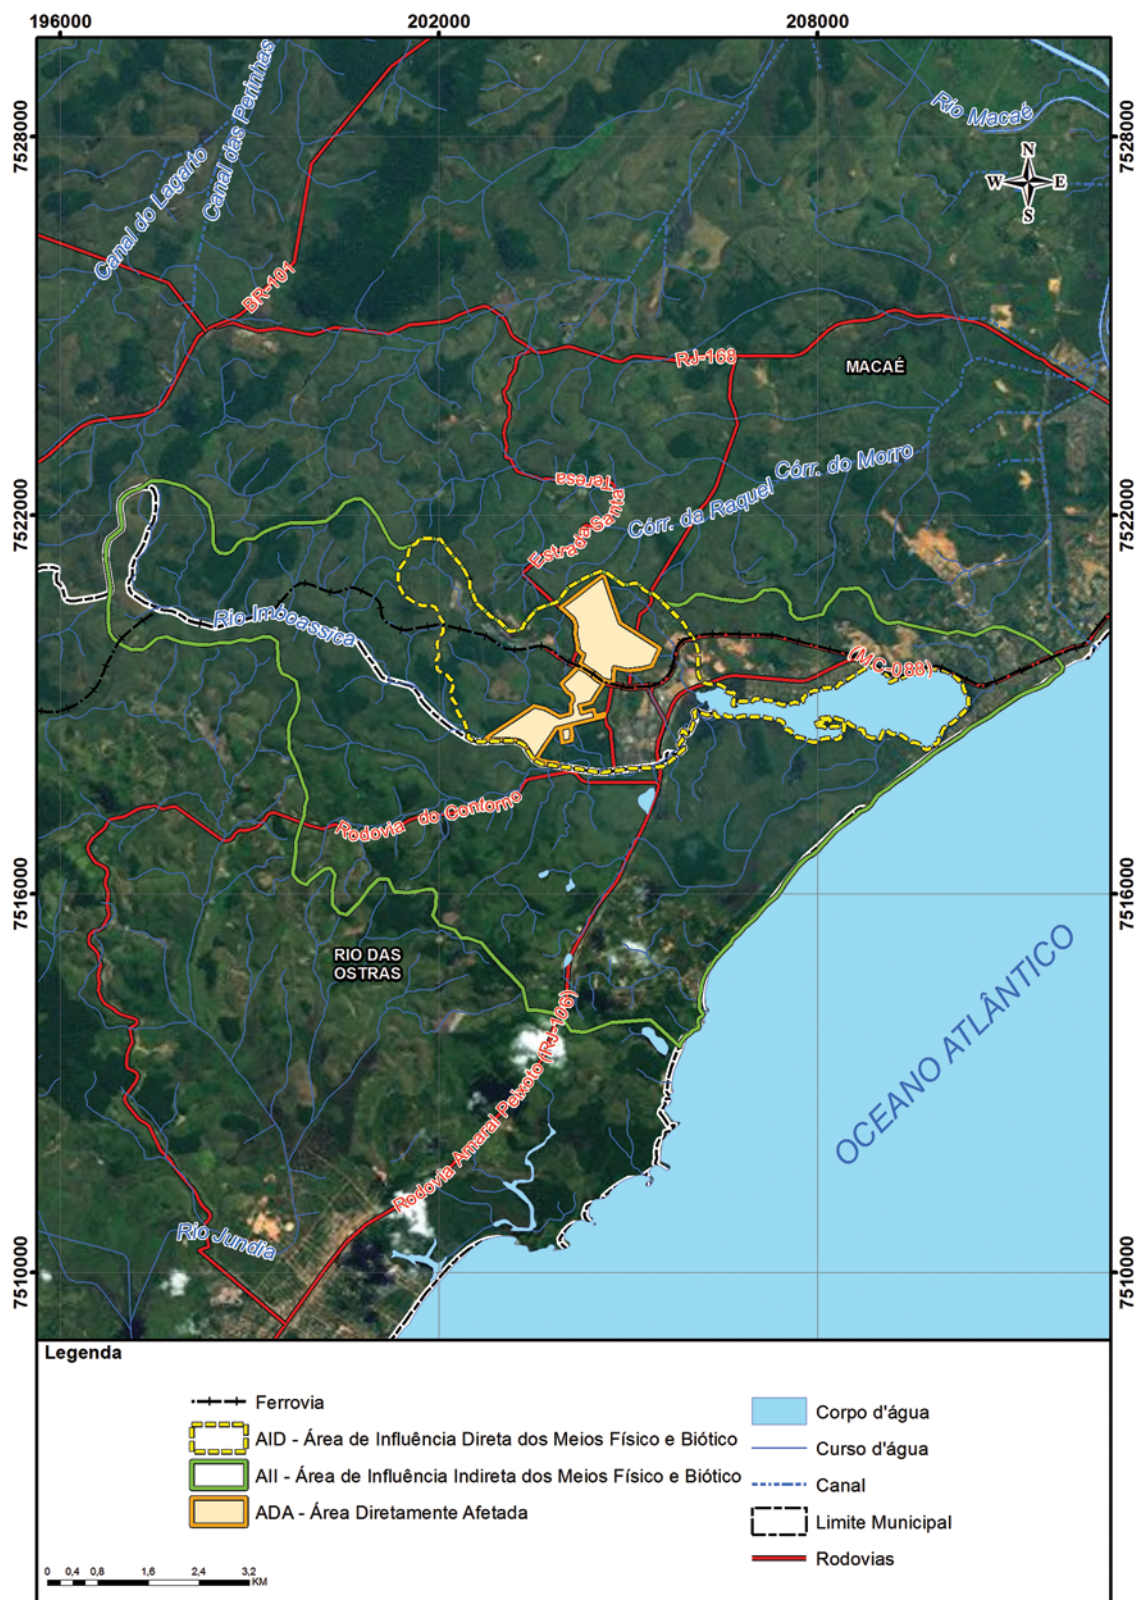 196000
202000
208000
7528000
7528000
Rio Macaé
N
W
E
S
Canal do Lagarto
Canal das Perinhas
BR-101
RJ-168
MACAÉ
Córr. do Morro
Córr. da Raquel
Estrada Santa Teresa
7522000
7522000
Rio Imboassica
(MC-088)
Rodovia do Contorno
7516000
7516000
RIO DAS
OSTRAS
OCEANO ATLÂNTICO
Rodovia Amaral Peixoto (RJ-106)
Rio Jundia
7510000
7510000
Legenda
Ferrovia
AID - Área de Influência Direta dos Meios Físico e Biótico
AII - Área de Influência Indireta dos Meios Físico e Biótico
ADA - Área Diretamente Afetada
Corpo d'água
Curso d'água
Canal
Limite Municipal
Rodovias
0 0,4 0,8 1,6 2,4 3,2
KM